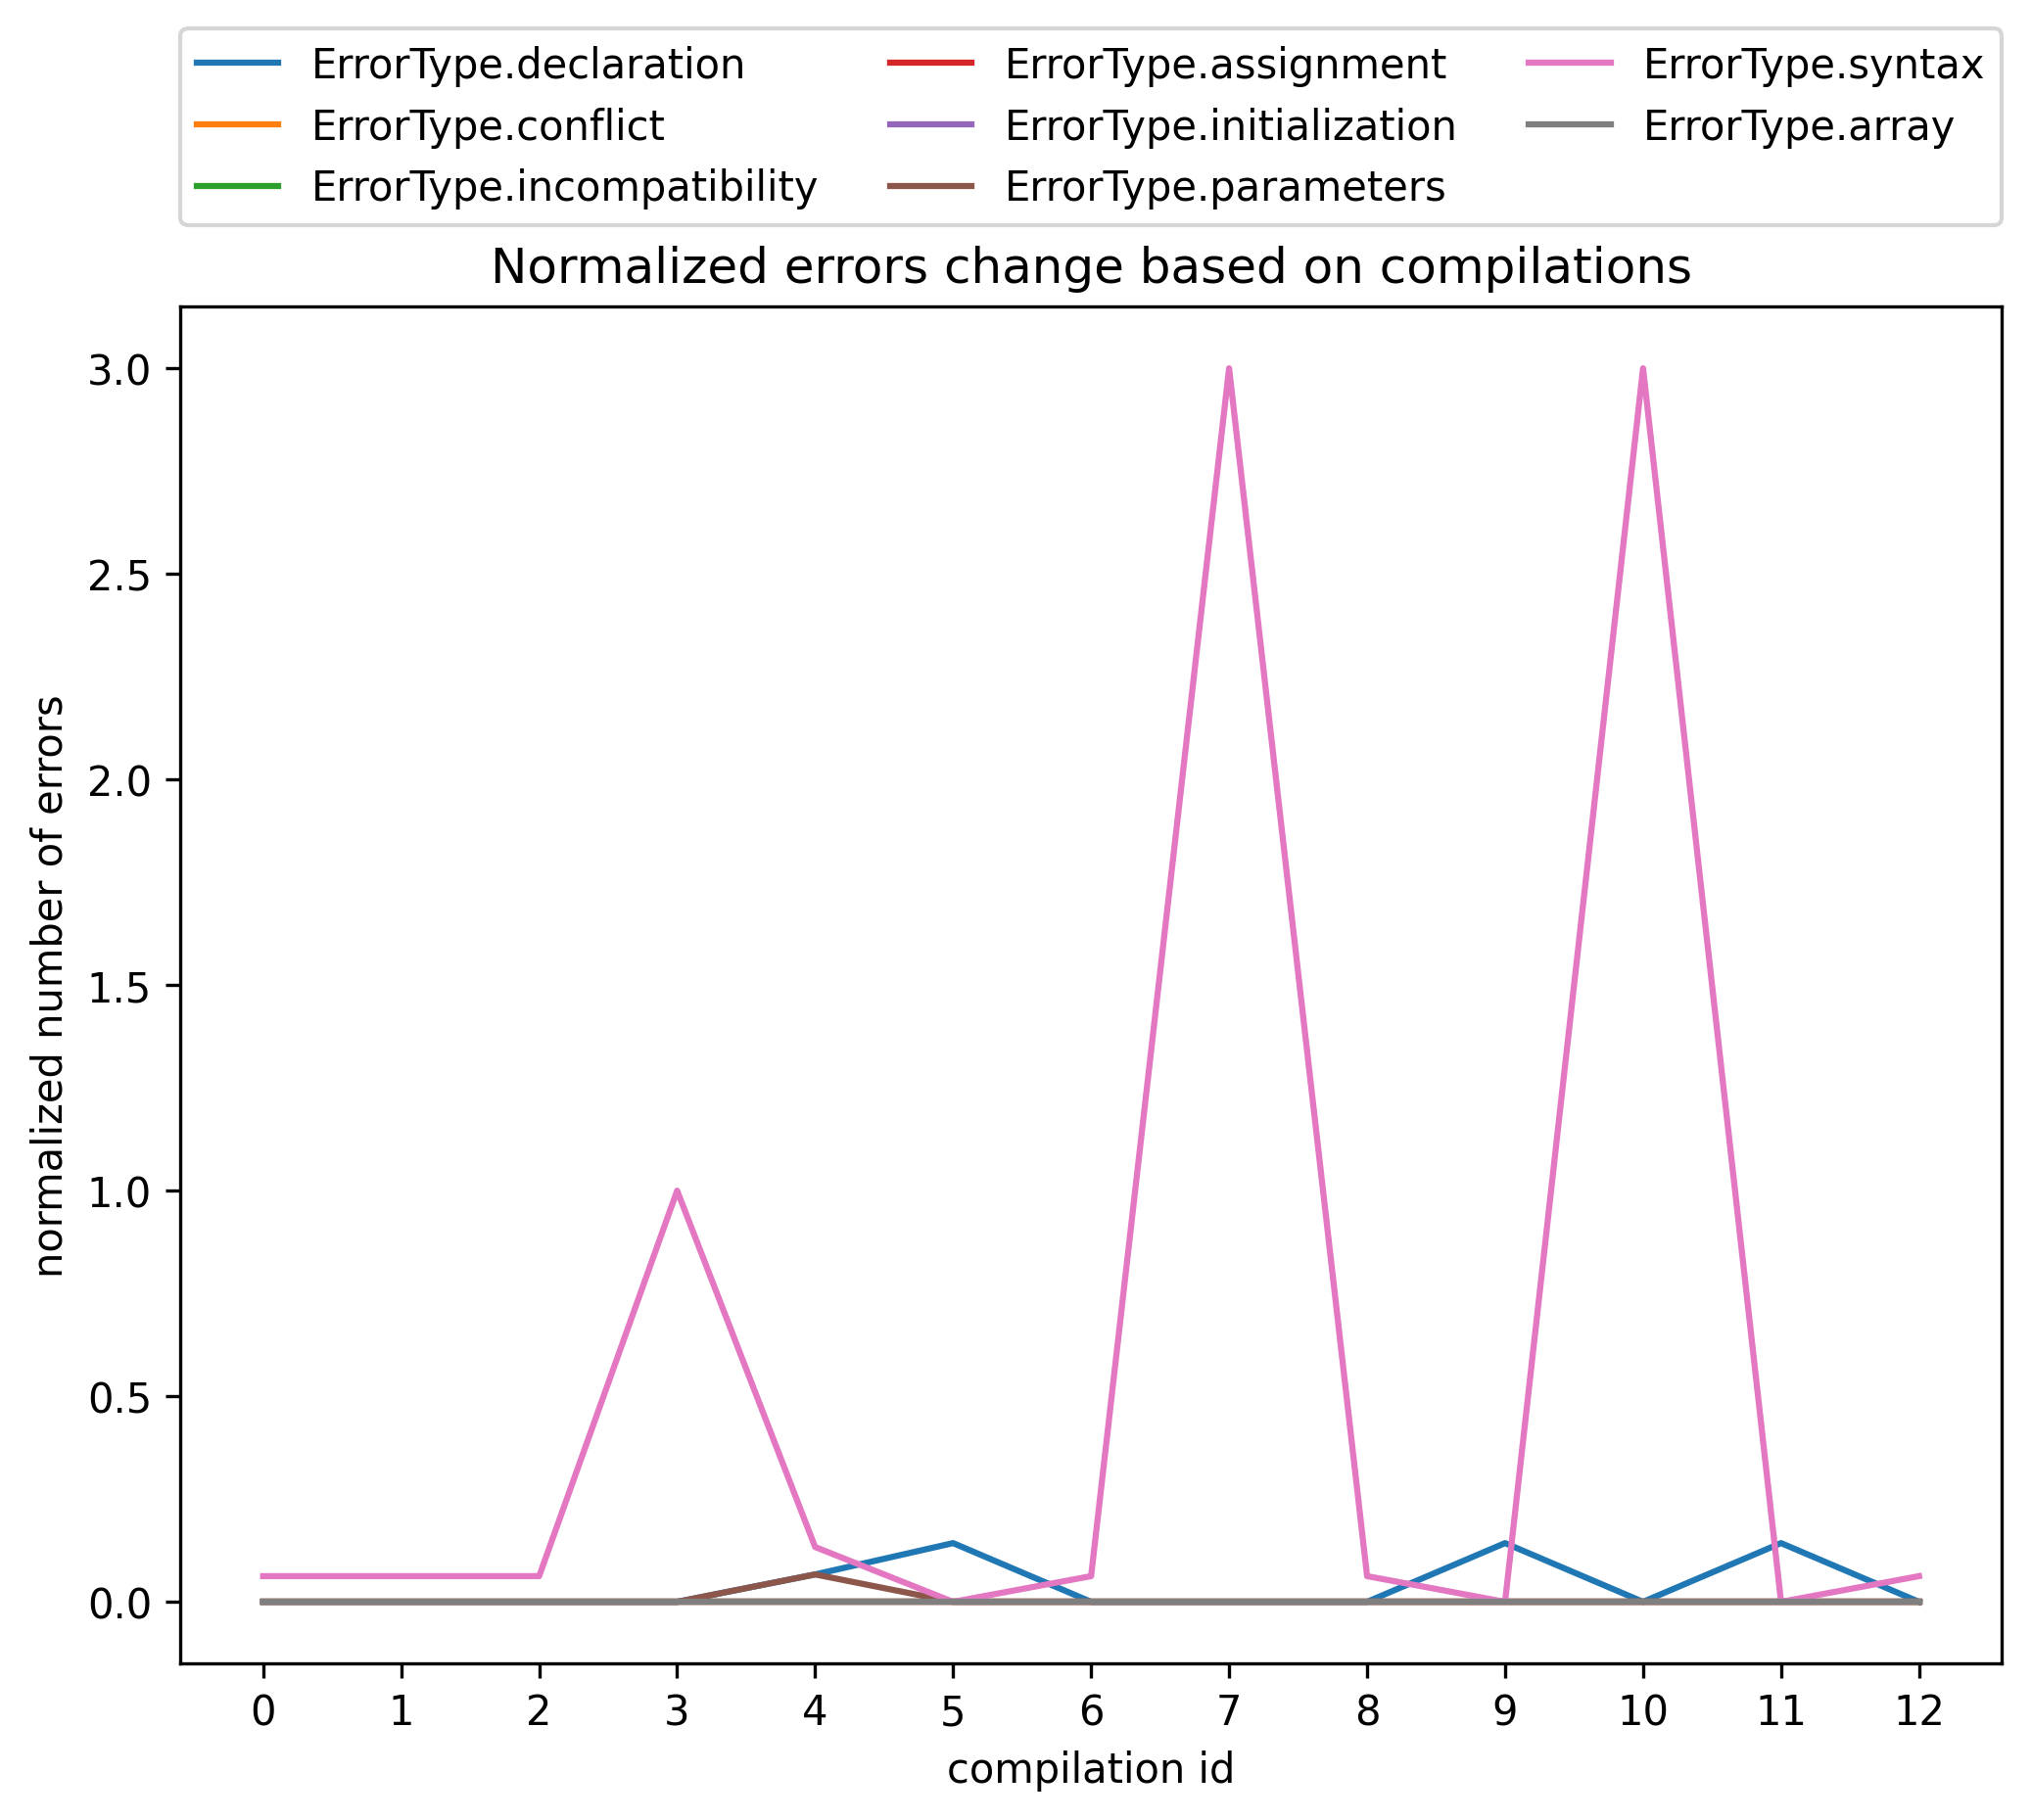 ErrorType.declaration ErrorType.assignment ErrorType.syntax
ErrorType.conflict ErrorType.initialization ErrorType.array
ErrorType.incompatibility ErrorType.parameters
Normalized errors change based on compilations
3.0
2.5
2.0
1.5
1.0
0.5
0.0
normalized number of errors
0 1 2 3 4 5 6 7 8 9 10 11 12
compilation id